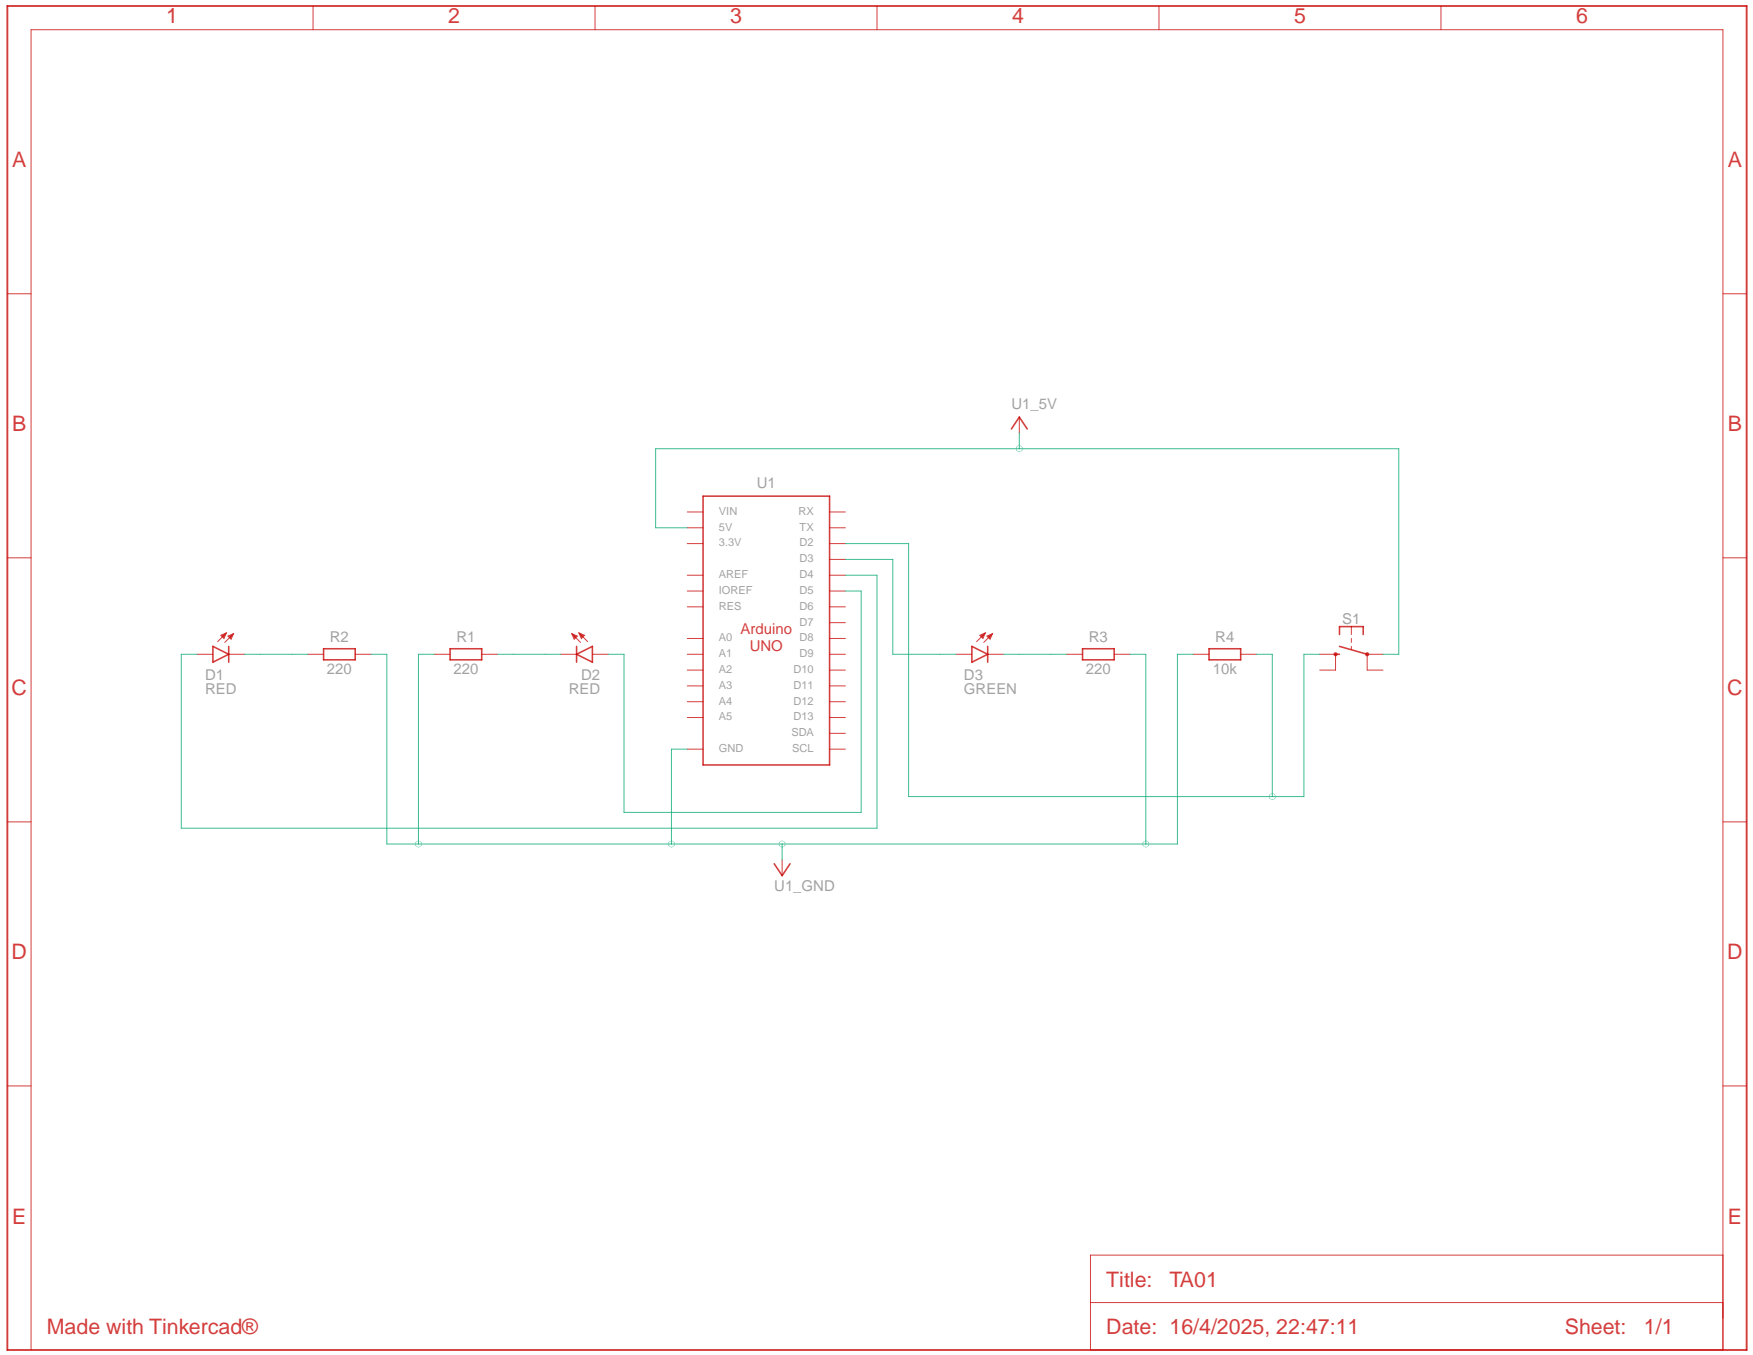 1 2 3 4 5 6
A A
B B
C C
D D
E E
U1_5V
U1
VIN RX
5V TX
3.3V D2
D3
AREF D4
IOREF D5
RES D6
D7
A0 D8
A1 D9
A2 D10
A3 D11
A4 D12
A5 D13
SDA
GND SCL
Arduino
UNO
D1
RED
R2
220
R1
220
D2
RED
D3
GREEN
R3
220
R4
10k
S1
U1_GND
Title: TA01
Date: 16/4/2025, 22:47:11 Sheet: 1/1
Made with Tinkercad®